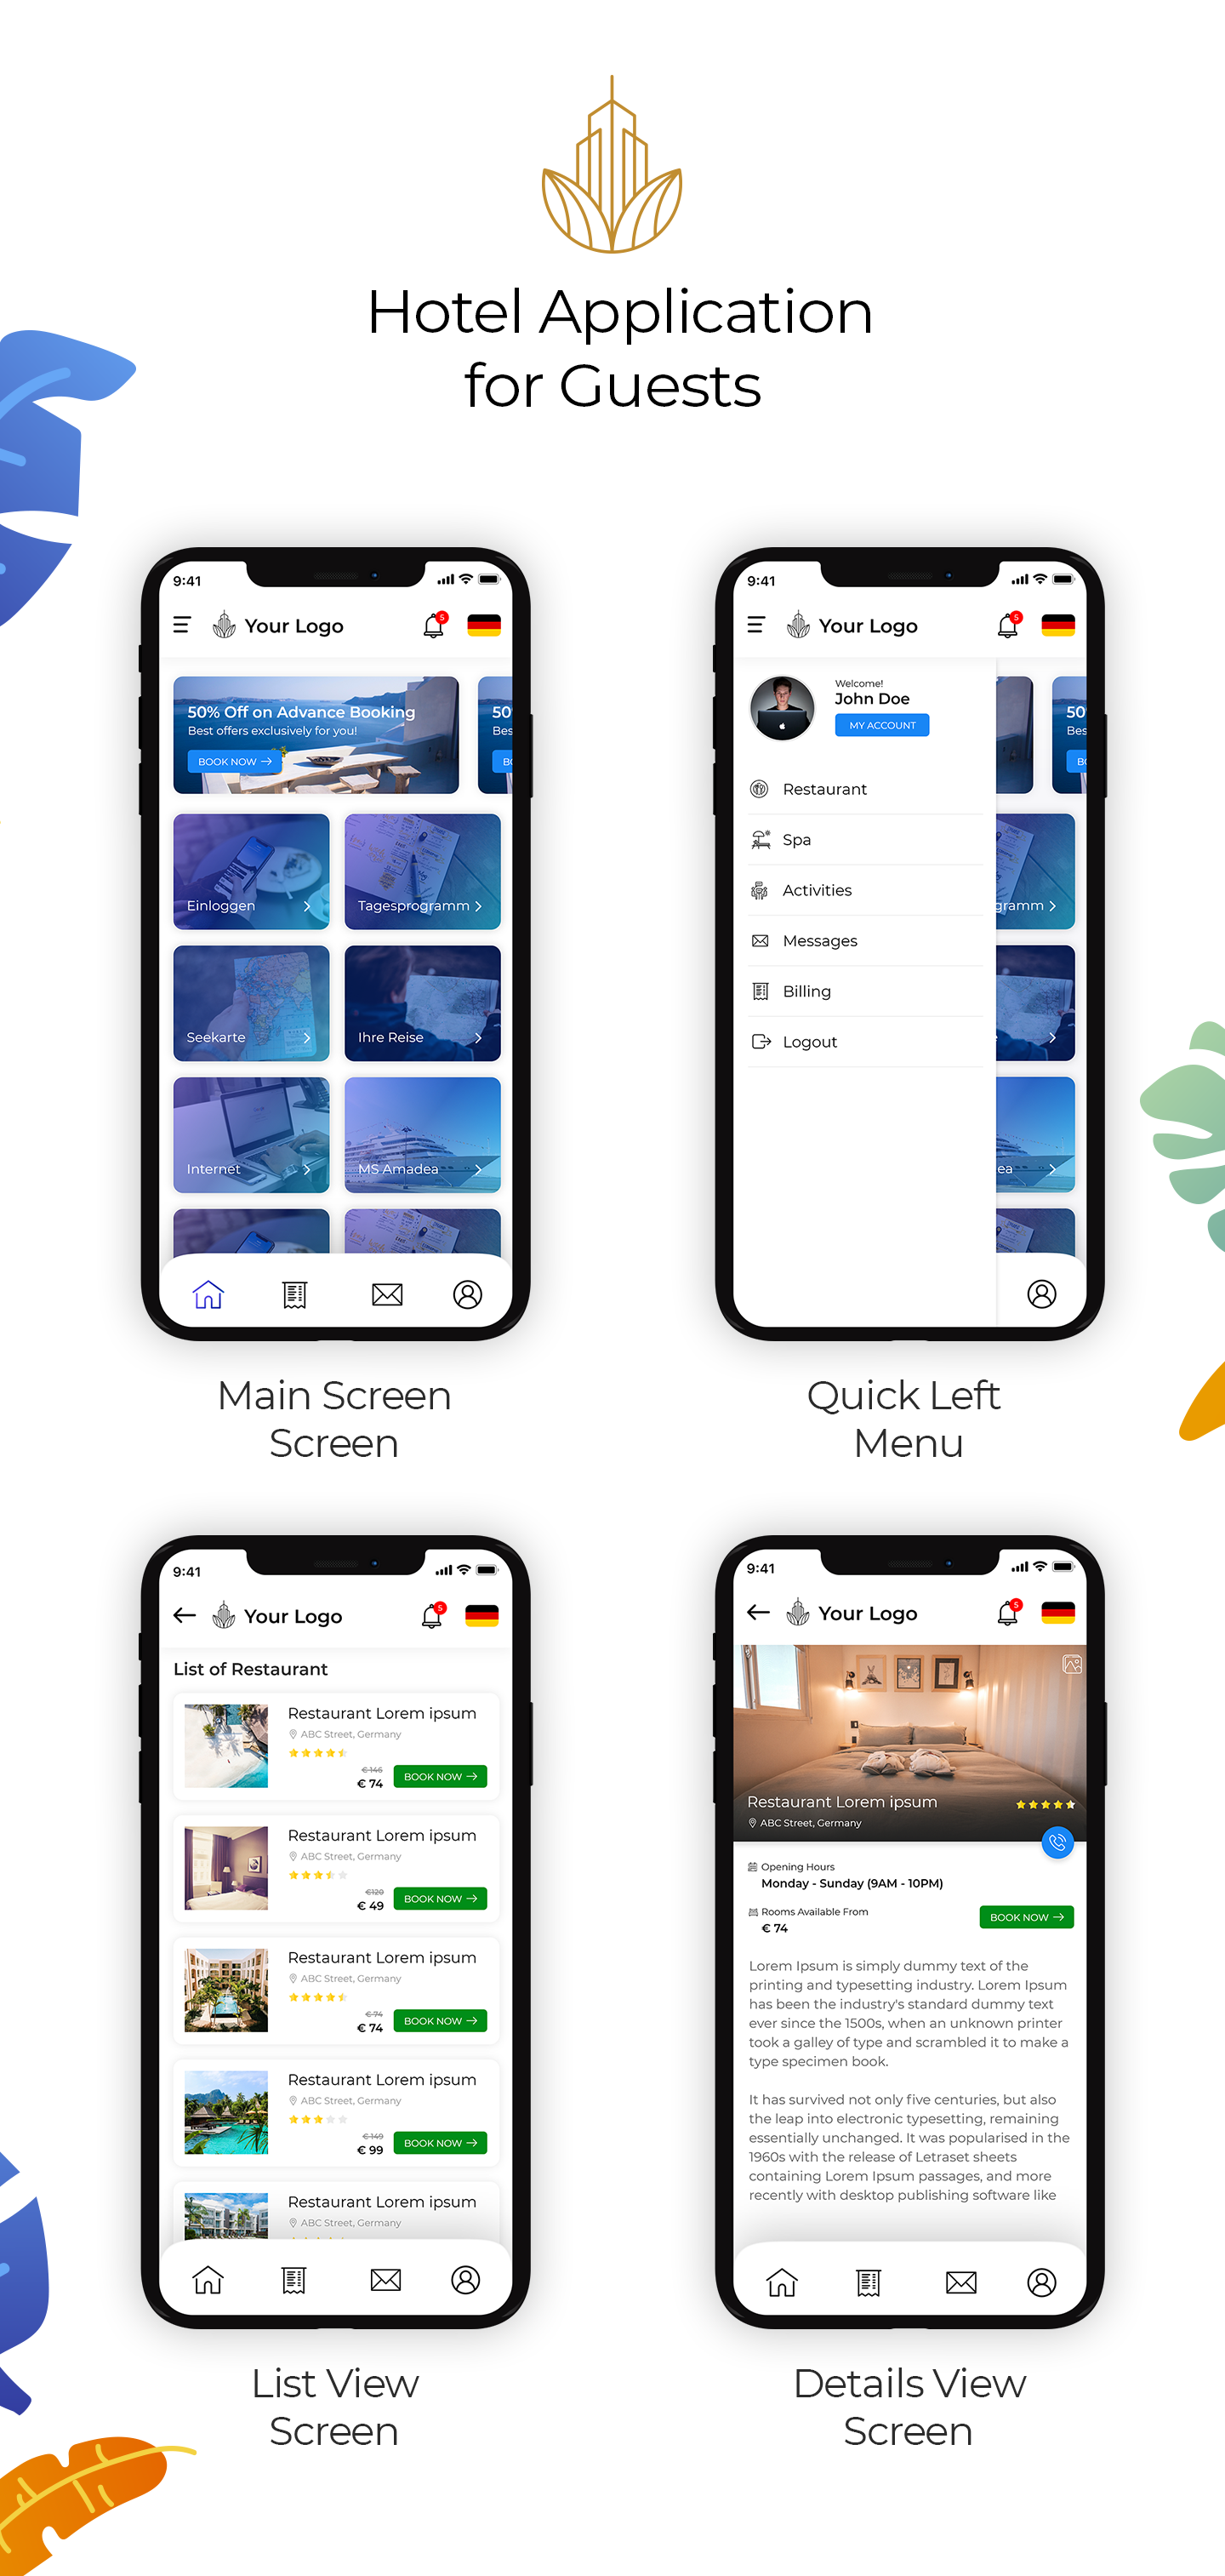 Hotel Application
for Guests
9:41
Your Logo
5
50% Off on Advance Booking
Best offers exclusively for you!
BOOK NOW
50
Bes
BC
Einloggen
Tagesprogramm
Seekarte
Ihre Reise
Internet
MS Amadea
Main Screen
Screen
9:41
Your Logo
5
Welcome!
John Doe
MY ACCOUNT
50
Bes
BC
Restaurant
Spa
Activities
gramm
Messages
Billing
Logout
ea
Quick Left
Menu
9:41
Your Logo
5
List of Restaurant
Restaurant Lorem ipsum
ABC Street, Germany
€ 146
€ 74
BOOK NOW
Restaurant Lorem ipsum
ABC Street, Germany
€120
€ 49
BOOK NOW
Restaurant Lorem ipsum
ABC Street, Germany
€ 74
€ 74
BOOK NOW
Restaurant Lorem ipsum
ABC Street, Germany
€ 149
€ 99
BOOK NOW
Restaurant Lorem ipsum
ABC Street, Germany
List View
Screen
9:41
Your Logo
5
Restaurant Lorem ipsum
ABC Street, Germany
Opening Hours
Monday - Sunday (9AM - 10PM)
Rooms Available From
€ 74
BOOK NOW
Lorem Ipsum is simply dummy text of the
printing and typesetting industry. Lorem Ipsum
has been the industry's standard dummy text
ever since the 1500s, when an unknown printer
took a galley of type and scrambled it to make a
type specimen book.
It has survived not only five centuries, but also
the leap into electronic typesetting, remaining
essentially unchanged. It was popularised in the
1960s with the release of Letraset sheets
containing Lorem Ipsum passages, and more
recently with desktop publishing software like
Details View
Screen